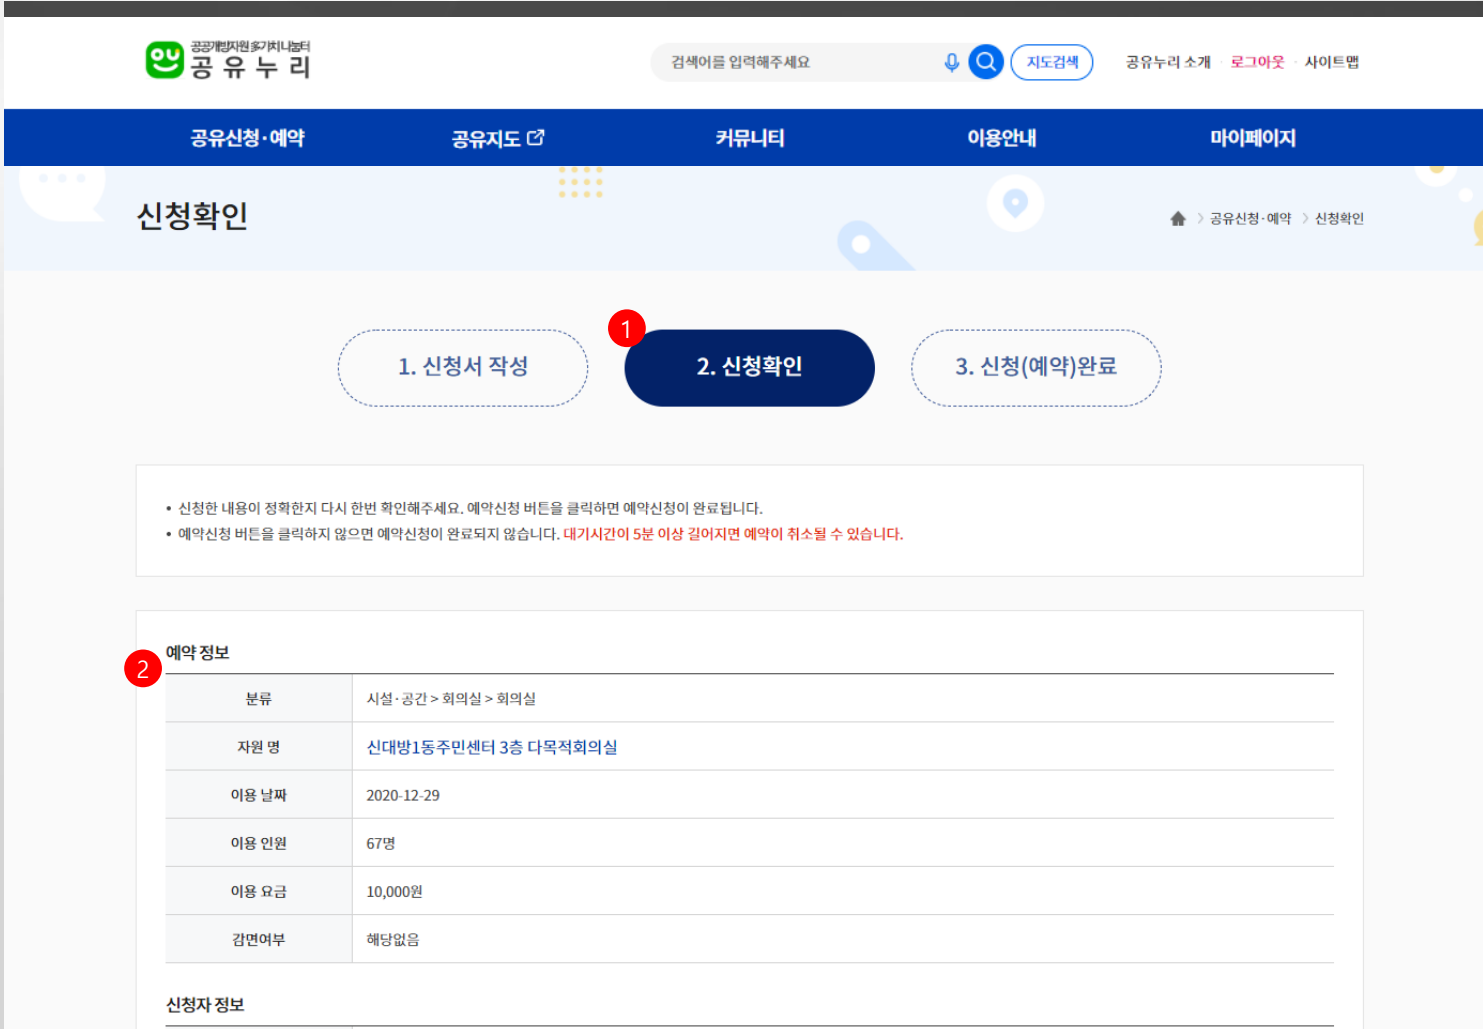 공공개방자원 多가치 나눔터
공유누리
검색어를 입력해주세요
지도검색
공유누리 소개 로그아웃 사이트맵
공유신청·예약 공유지도 커뮤니티 이용안내 마이페이지
신청확인
> 공유신청·예약 > 신청확인
1
1. 신청서 작성 2. 신청확인 3. 신청(예약)완료
• 신청한 내용이 정확한지 다시 한번 확인해주세요. 예약신청 버튼을 클릭하면 예약신청이 완료됩니다.
• 예약신청 버튼을 클릭하지 않으면 예약신청이 완료되지 않습니다. 대기시간이 5분 이상 길어지면 예약이 취소될 수 있습니다.
예약 정보
2
분류 시설·공간 > 회의실 > 회의실
자원 명 신대방1동주민센터 3층 다목적회의실
이용 날짜 2020-12-29
이용 인원 67명
이용 요금 10,000원
감면여부 해당없음
신청자 정보